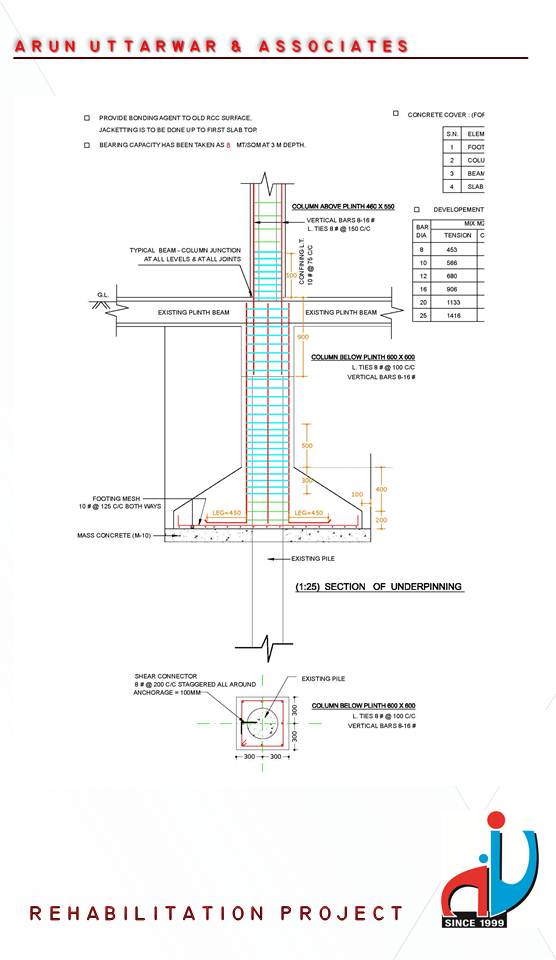 ARUN UTTARWAR & ASSOCIATES
PROVIDE BONDING AGENT TO OLD RCC SURFACE,
JACKETTING IS TO BE DONE UP TO FIRST SLAB TOP.
BEARING CAPACITY HAS BEEN TAKEN AS 8 MT/SQM AT 3 M DEPTH.
CONCRETE COVER : (FOR
S.N. ELEM
1 FOOT
2 COLU
3 BEAM
4 SLAB
DEVELOPEMENT
BAR DIA MIX M2
TENSION C
8 453
10 566
12 680
16 906
20 1133
25 1416
COLUMN ABOVE PLINTH 460 X 550
VERTICAL BARS 8-16 #
L. TIES 8 # @ 150 C/C
TYPICAL BEAM - COLUMN JUNCTION
AT ALL LEVELS & AT ALL JOINTS
CONFINING L.T.
10 # @ 75 C/C
500
G.L.
EXISTING PLINTH BEAM
EXISTING PLINTH BEAM
900
COLUMN BELOW PLINTH 600 X 600
L. TIES 8 # @ 100 C/C
VERTICAL BARS 8-16 #
500
300
100
400
200
FOOTING MESH
10 # @ 125 C/C BOTH WAYS
LEG=450
LEG=450
MASS CONCRETE (M-10)
EXISTING PILE
(1:25) SECTION OF UNDERPINNING
SHEAR CONNECTOR
8 # @ 200 C/C STAGGERED ALL AROUND
ANCHORAGE = 100MM
EXISTING PILE
300
300
300
300
COLUMN BELOW PLINTH 600 X 600
L. TIES 8 # @ 100 C/C
VERTICAL BARS 8-16 #
REHABILITATION PROJECT
SINCE 1999